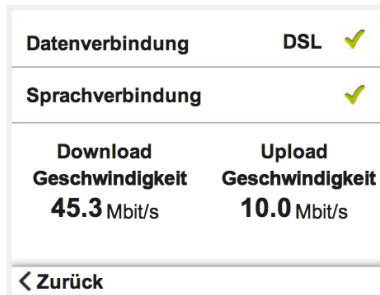 Datenverbindung DSL
Sprachverbindung
Download Geschwindigkeit
45.3 Mbit/s
Upload Geschwindigkeit
10.0 Mbit/s
Zurück